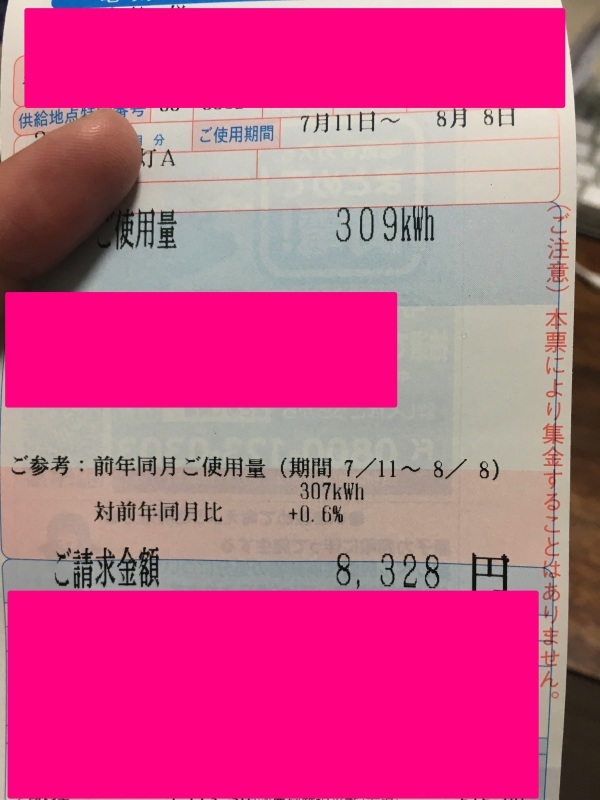 供給地点特 番号
ご使用期間 7月11日～ 8月 8日
灯A
ご使用量 309kWh
ご参考：前年同月ご使用量（期間 7／11～ 8／ 8）
307kWh
対前年同月比 +0.6%
ご請求金額 8,328 円
（ご注意）本票により集金することはありません。